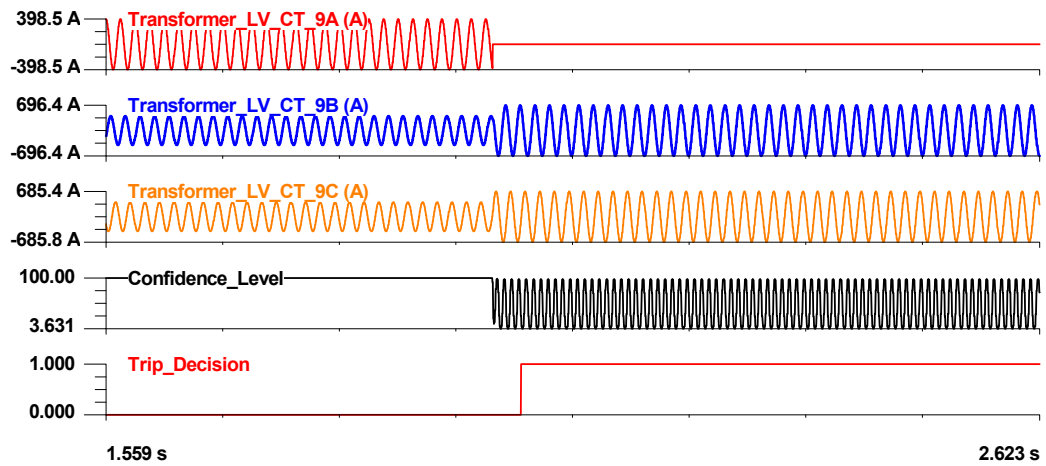 398.5 A
Transformer_LV_CT_9A (A)
-398.5 A
696.4 A
Transformer_LV_CT_9B (A)
-696.4 A
685.4 A
Transformer_LV_CT_9C (A)
-685.8 A
100.00
Confidence_Level
3.631
1.000
Trip_Decision
0.000
1.559 s 2.623 s